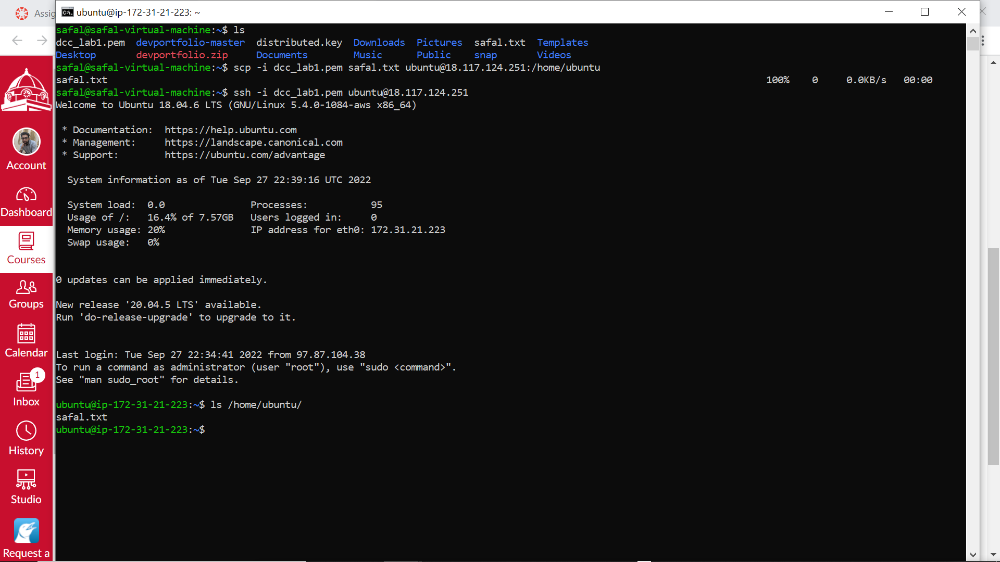 Assig
ubuntu@ip-172-31-21-223: ~
safal@safal-virtual-machine:~$ ls
dcc_lab1.pem  devportfolio-master  distributed.key  Downloads  Pictures  safal.txt  Templates
Desktop       devportfolio.zip     Documents        Music      Public    snap       Videos
safal@safal-virtual-machine:~$ scp -i dcc_lab1.pem safal.txt ubuntu@18.117.124.251:/home/ubuntu
safal.txt                                                    100%    0     0.0KB/s   00:00
safal@safal-virtual-machine:~$ ssh -i dcc_lab1.pem ubuntu@18.117.124.251
Welcome to Ubuntu 18.04.6 LTS (GNU/Linux 5.4.0-1084-aws x86_64)
* Documentation:  https://help.ubuntu.com
* Management:     https://landscape.canonical.com
* Support:        https://ubuntu.com/advantage
System information as of Tue Sep 27 22:39:16 UTC 2022
System load:  0.0               Processes:           95
Usage of /:   16.4% of 7.57GB   Users logged in:     0
Memory usage: 20%               IP address for eth0: 172.31.21.223
Swap usage:   0%
0 updates can be applied immediately.
New release '20.04.5 LTS' available.
Run 'do-release-upgrade' to upgrade to it.
Last login: Tue Sep 27 22:34:41 2022 from 97.87.104.38
To run a command as administrator (user "root"), use "sudo <command>".
See "man sudo_root" for details.
ubuntu@ip-172-31-21-223:~$ ls /home/ubuntu/
safal.txt
ubuntu@ip-172-31-21-223:~$
Account
Dashboard
Courses
Groups
Calendar
1
Inbox
History
Studio
Request a